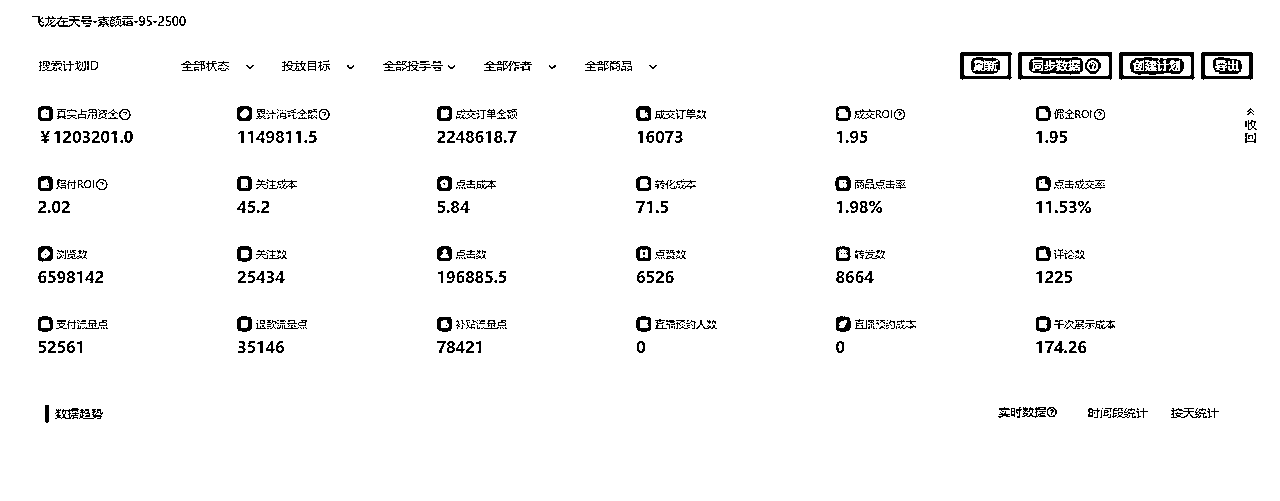 飞龙在天号-素颜霜-95-2500
搜索计划ID 全部状态 投放目标 全部投手号 全部作者 全部商品 刷新 同步数据 创建计划 导出
真实占用资金 累计消耗金额 成交订单金额 成交订单数 成交ROI 佣金ROI
¥1203201.0 1149811.5 2248618.7 16073 1.95 1.95
收回
赔付ROI 关注成本 点击成本 转化成本 商品点击率 点击成交率
2.02 45.2 5.84 71.5 1.98% 11.53%
浏览数 关注数 点击数 点赞数 转发数 评论数
6598142 25434 196885.5 6526 8664 1225
支付流量点 退款流量点 补贴流量点 直播预约人数 直播预约成本 千次展示成本
52561 35146 78421 0 0 174.26
数据趋势 实时数据 时间段统计 按天统计